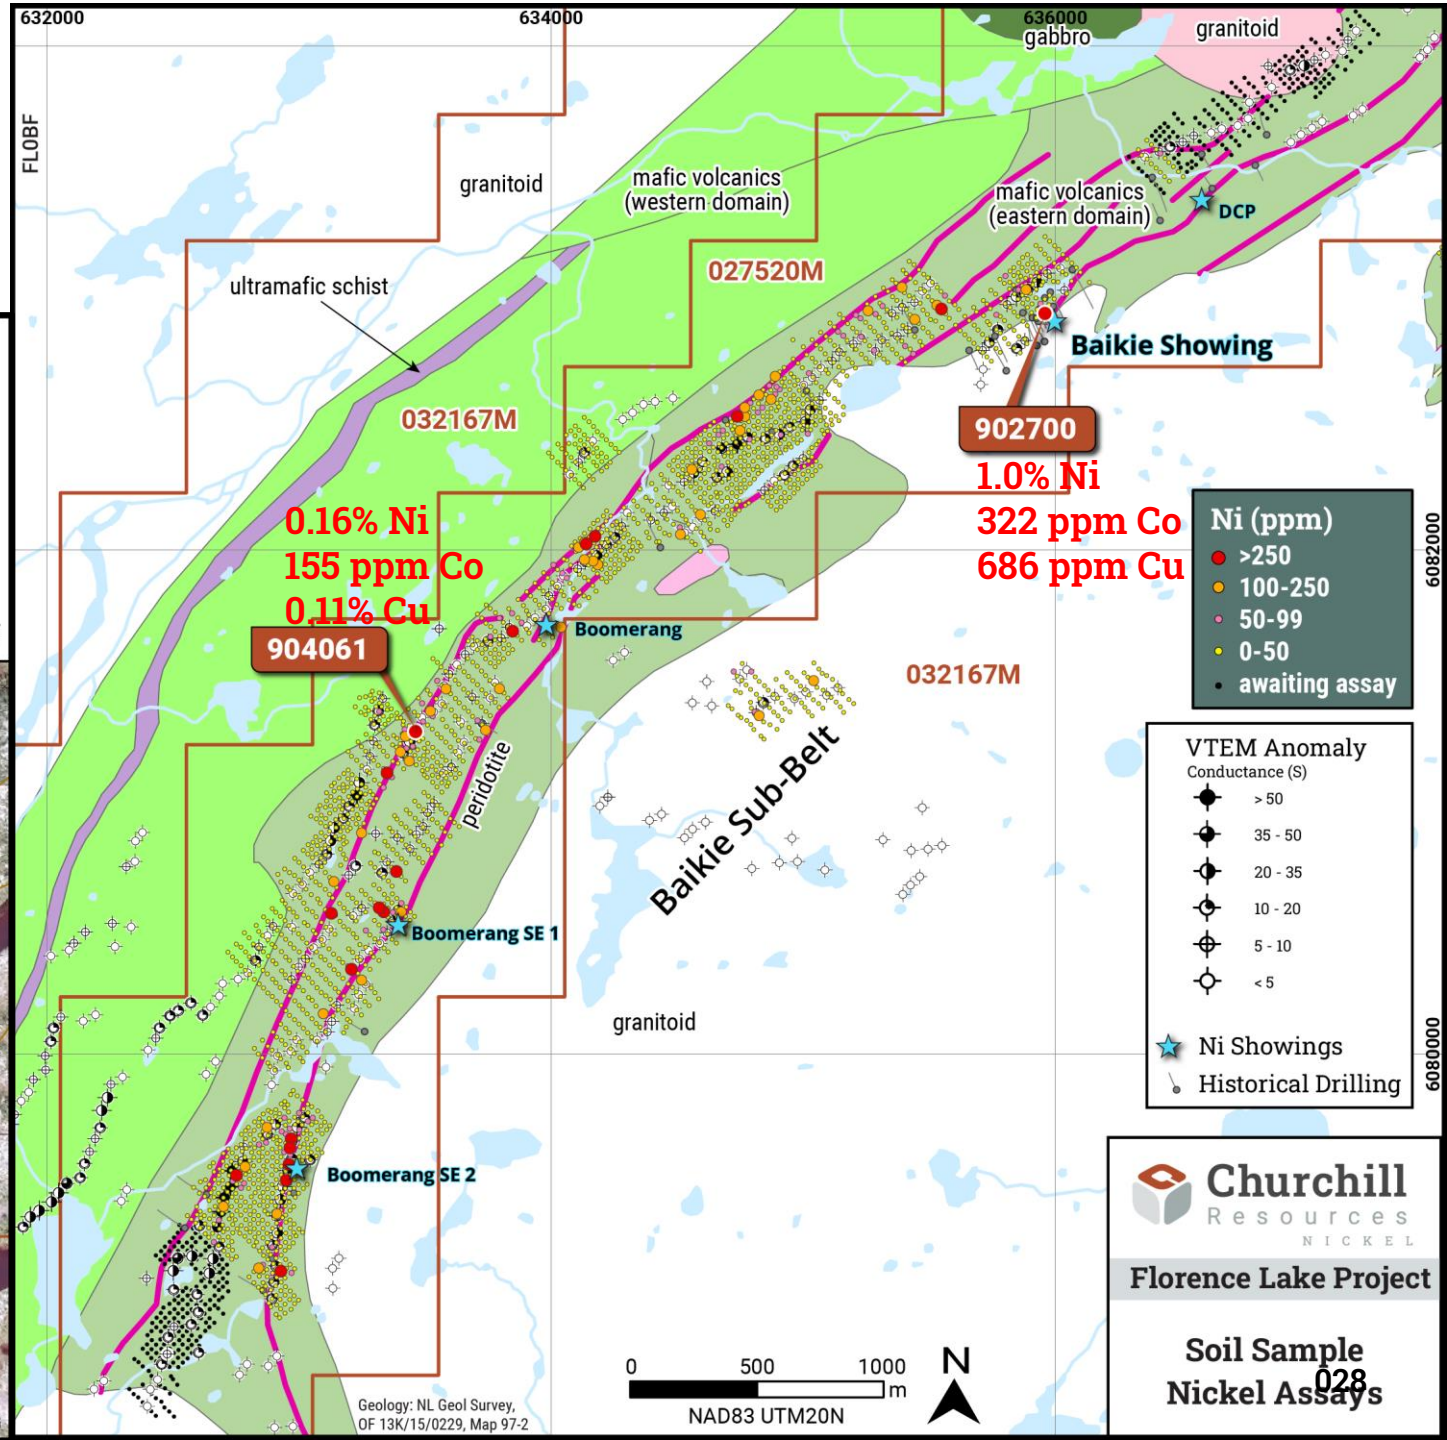 632000
634000
636000
FL0BF
gabbro
granitoid
granitoid
mafic volcanics
(western domain)
mafic volcanics
(eastern domain)
DCP
ultramafic schist
027520M
Baikie Showing
032167M
902700
1.0% Ni
322 ppm Co
686 ppm Cu
0.16% Ni
155 ppm Co
0.11% Cu
904061
Boomerang
032167M
Ni (ppm)
>250
100-250
50-99
0-50
awaiting assay
6082000
peridotite
Baikie Sub-Belt
VTEM Anomaly
Conductance (S)
> 50
35 - 50
20 - 35
10 - 20
5 - 10
< 5
Ni Showings
Historical Drilling
6080000
Boomerang SE 1
granitoid
Boomerang SE 2
Churchill
Resources
NICKEL
Florence Lake Project
Soil Sample
Nickel Assays
028
0 500 1000
m
NAD83 UTM20N
N
Geology: NL Geol Survey,
OF 13K/15/0229, Map 97-2